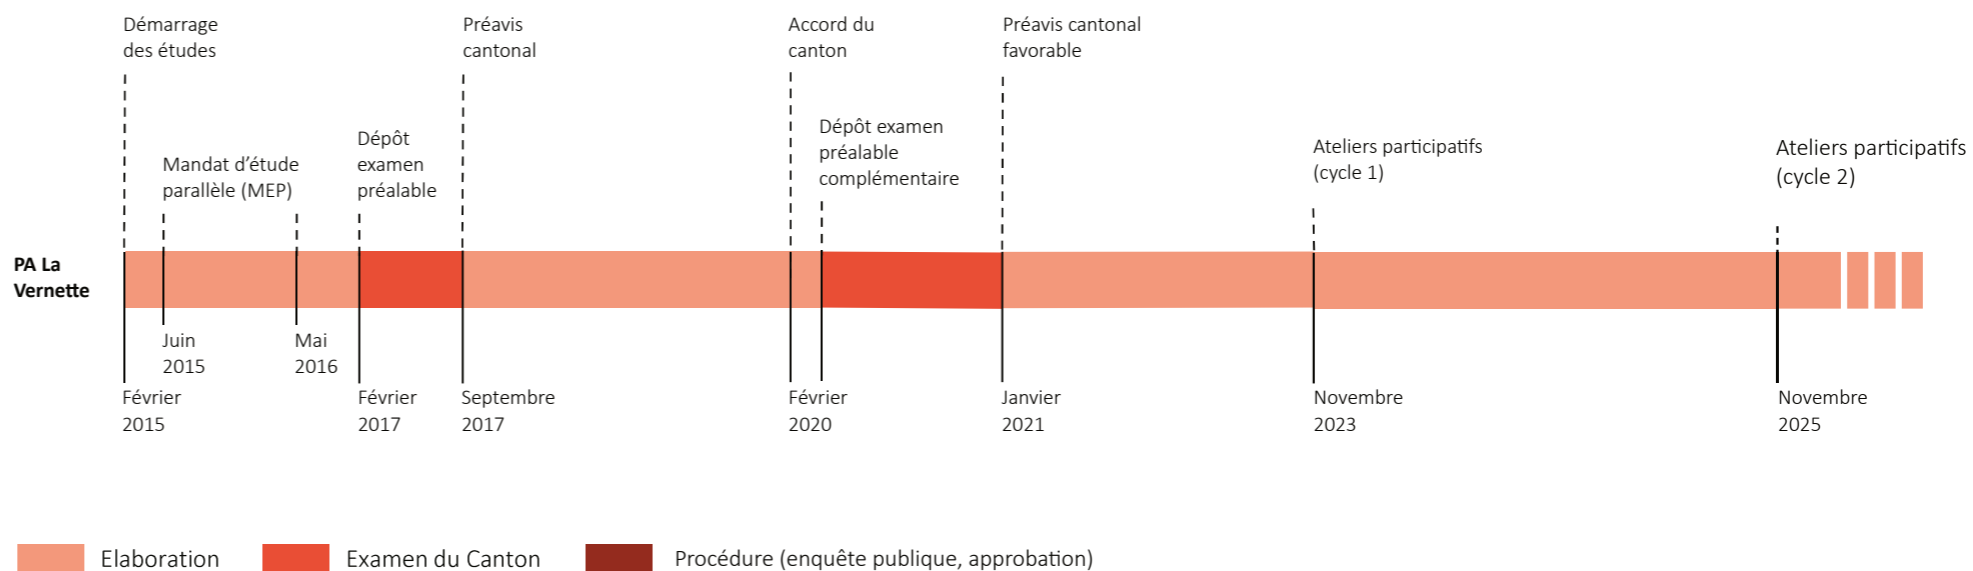 Démarrage
des études
Préavis
cantonal
Accord du
canton
Préavis cantonal
favorable
Mandat d'étude
parallèle (MEP)
Dépôt
examen
préalable
Dépôt examen
préalable
complémentaire
Ateliers participatifs
(cycle 1)
Ateliers participatifs
(cycle 2)
PA La
Vernette
Juin
2015
Mai
2016
Février
2015
Février
2017
Septembre
2017
Février
2020
Janvier
2021
Novembre
2023
Novembre
2025
Elaboration
Examen du Canton
Procédure (enquête publique, approbation)